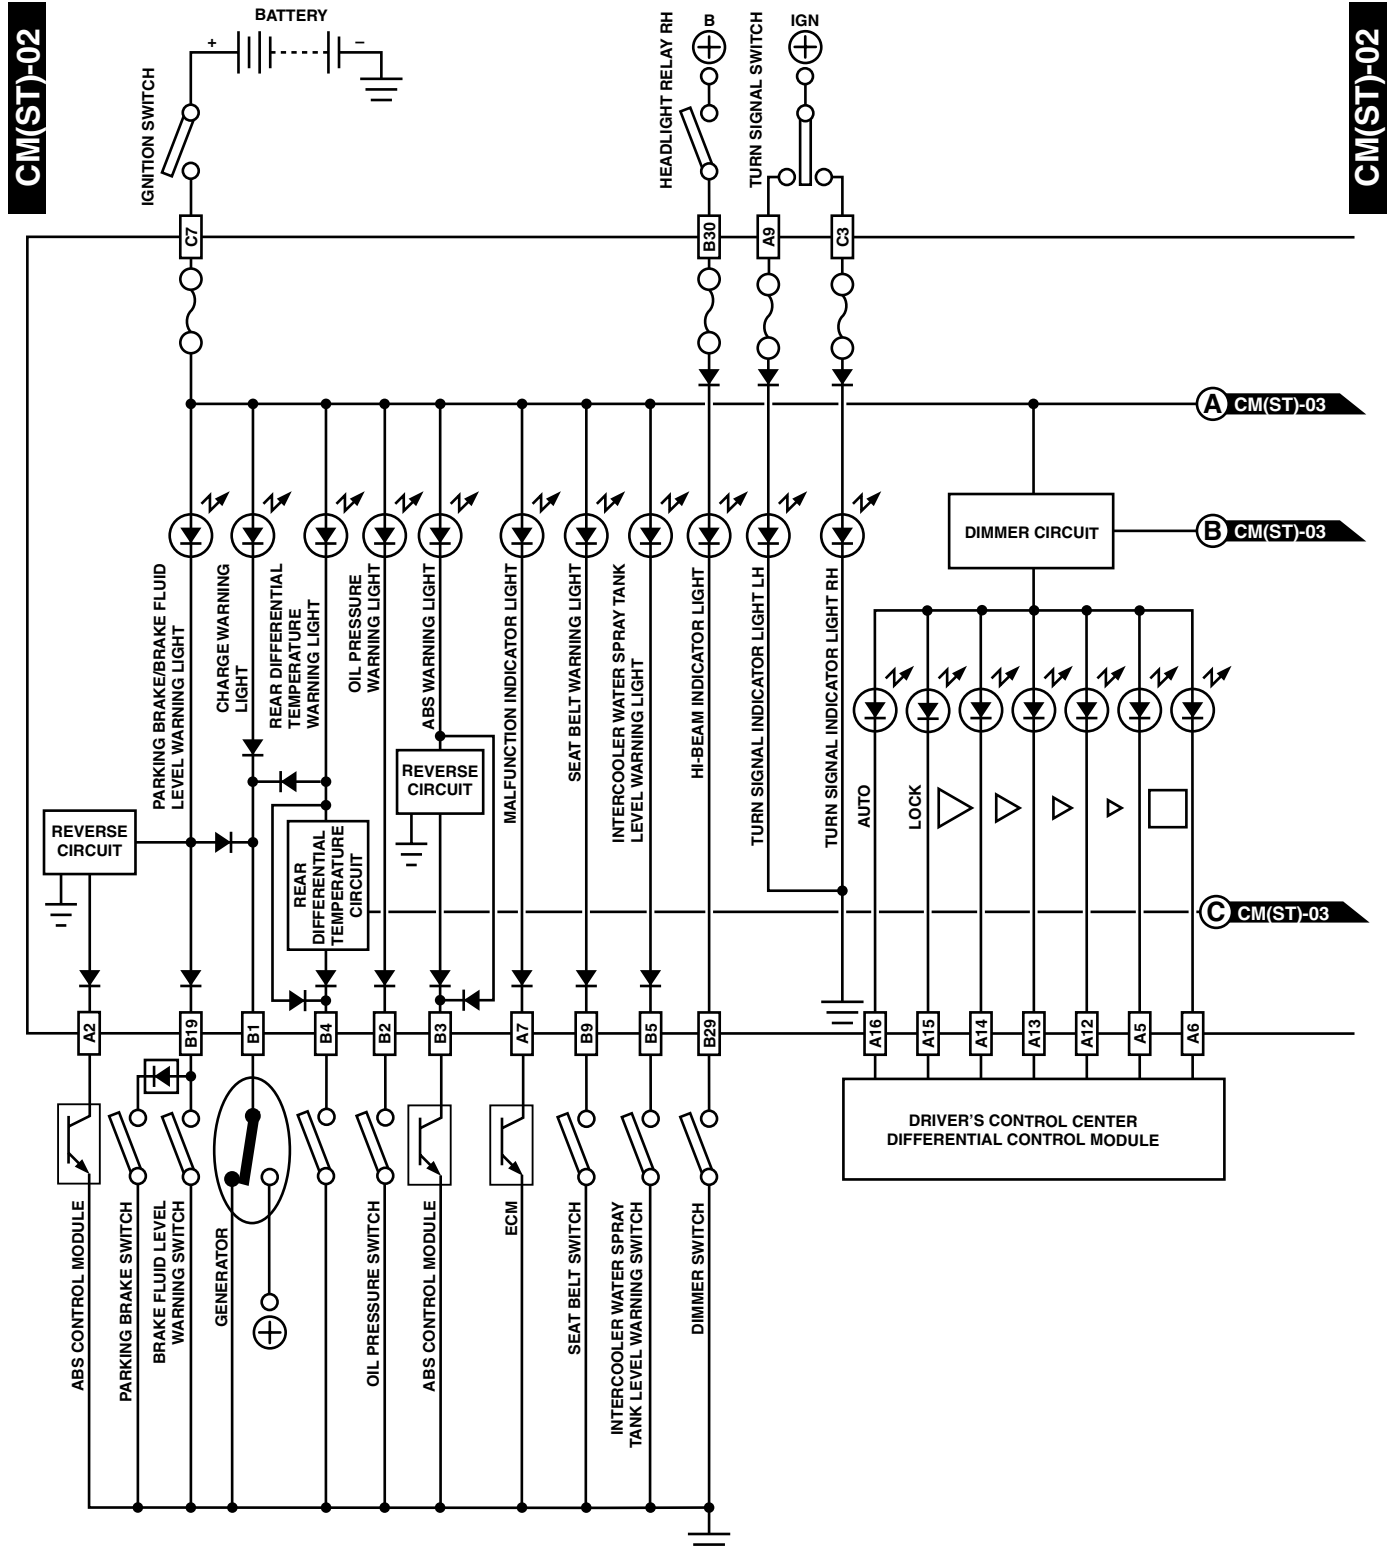 CM(ST)-02
CM(ST)-02
BATTERY
+
–
IGNITION SWITCH
HEADLIGHT RELAY RH
B
TURN SIGNAL SWITCH
IGN
C7
B30
A9
C3
A
CM(ST)-03
DIMMER CIRCUIT
B
CM(ST)-03
PARKING BRAKE/BRAKE FLUID
LEVEL WARNING LIGHT
CHARGE WARNING
LIGHT
REAR DIFFERENTIAL
TEMPERATURE
WARNING LIGHT
OIL PRESSURE
WARNING LIGHT
ABS WARNING LIGHT
MALFUNCTION INDICATOR LIGHT
SEAT BELT WARNING LIGHT
INTERCOOLER WATER SPRAY TANK
LEVEL WARNING LIGHT
HI-BEAM INDICATOR LIGHT
TURN SIGNAL INDICATOR LIGHT LH
TURN SIGNAL INDICATOR LIGHT RH
AUTO
LOCK
REVERSE
CIRCUIT
REVERSE
CIRCUIT
REAR
DIFFERENTIAL
TEMPERATURE
CIRCUIT
C
CM(ST)-03
A2
B19
B1
B4
B2
B3
A7
B9
B5
B29
A16
A15
A14
A13
A12
A5
A6
DRIVER'S CONTROL CENTER
DIFFERENTIAL CONTROL MODULE
ABS CONTROL MODULE
PARKING BRAKE SWITCH
BRAKE FLUID LEVEL
WARNING SWITCH
GENERATOR
OIL PRESSURE SWITCH
ABS CONTROL MODULE
ECM
SEAT BELT SWITCH
INTERCOOLER WATER SPRAY
TANK LEVEL WARNING SWITCH
DIMMER SWITCH